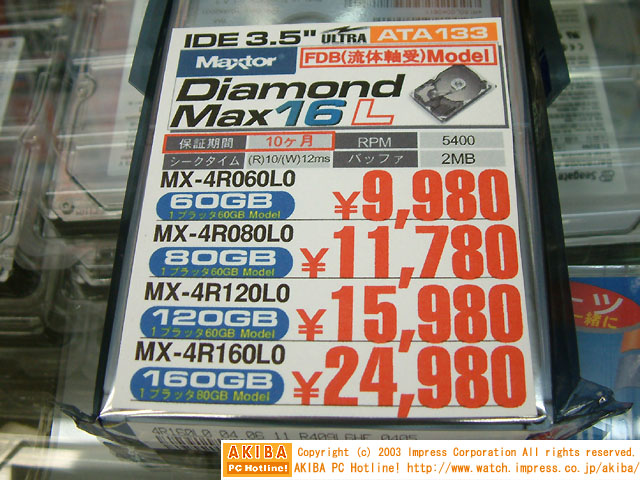 IDE 3.5" ULTRA ATA133
Maxtor FDB(流体軸受)Model
Diamond
Max16 L
保証期間 10ヶ月 RPM 5400
シークタイム (R)10/(W)12ms バッファ 2MB
MX-4R060L0
60GB ¥9,980
1プラッタ60GB Model
MX-4R080L0
80GB ¥11,780
1プラッタ60GB Model
MX-4R120L0
120GB ¥15,980
1プラッタ60GB Model
MX-4R160L0
160GB ¥24,980
1プラッタ80GB Model
Seagate
一緒に
AKIBA
PC Hotline!
Copyright (c) 2003 Impress Corporation All rights reserved.
AKIBA PC Hotline! http://www.watch.impress.co.jp/akiba/